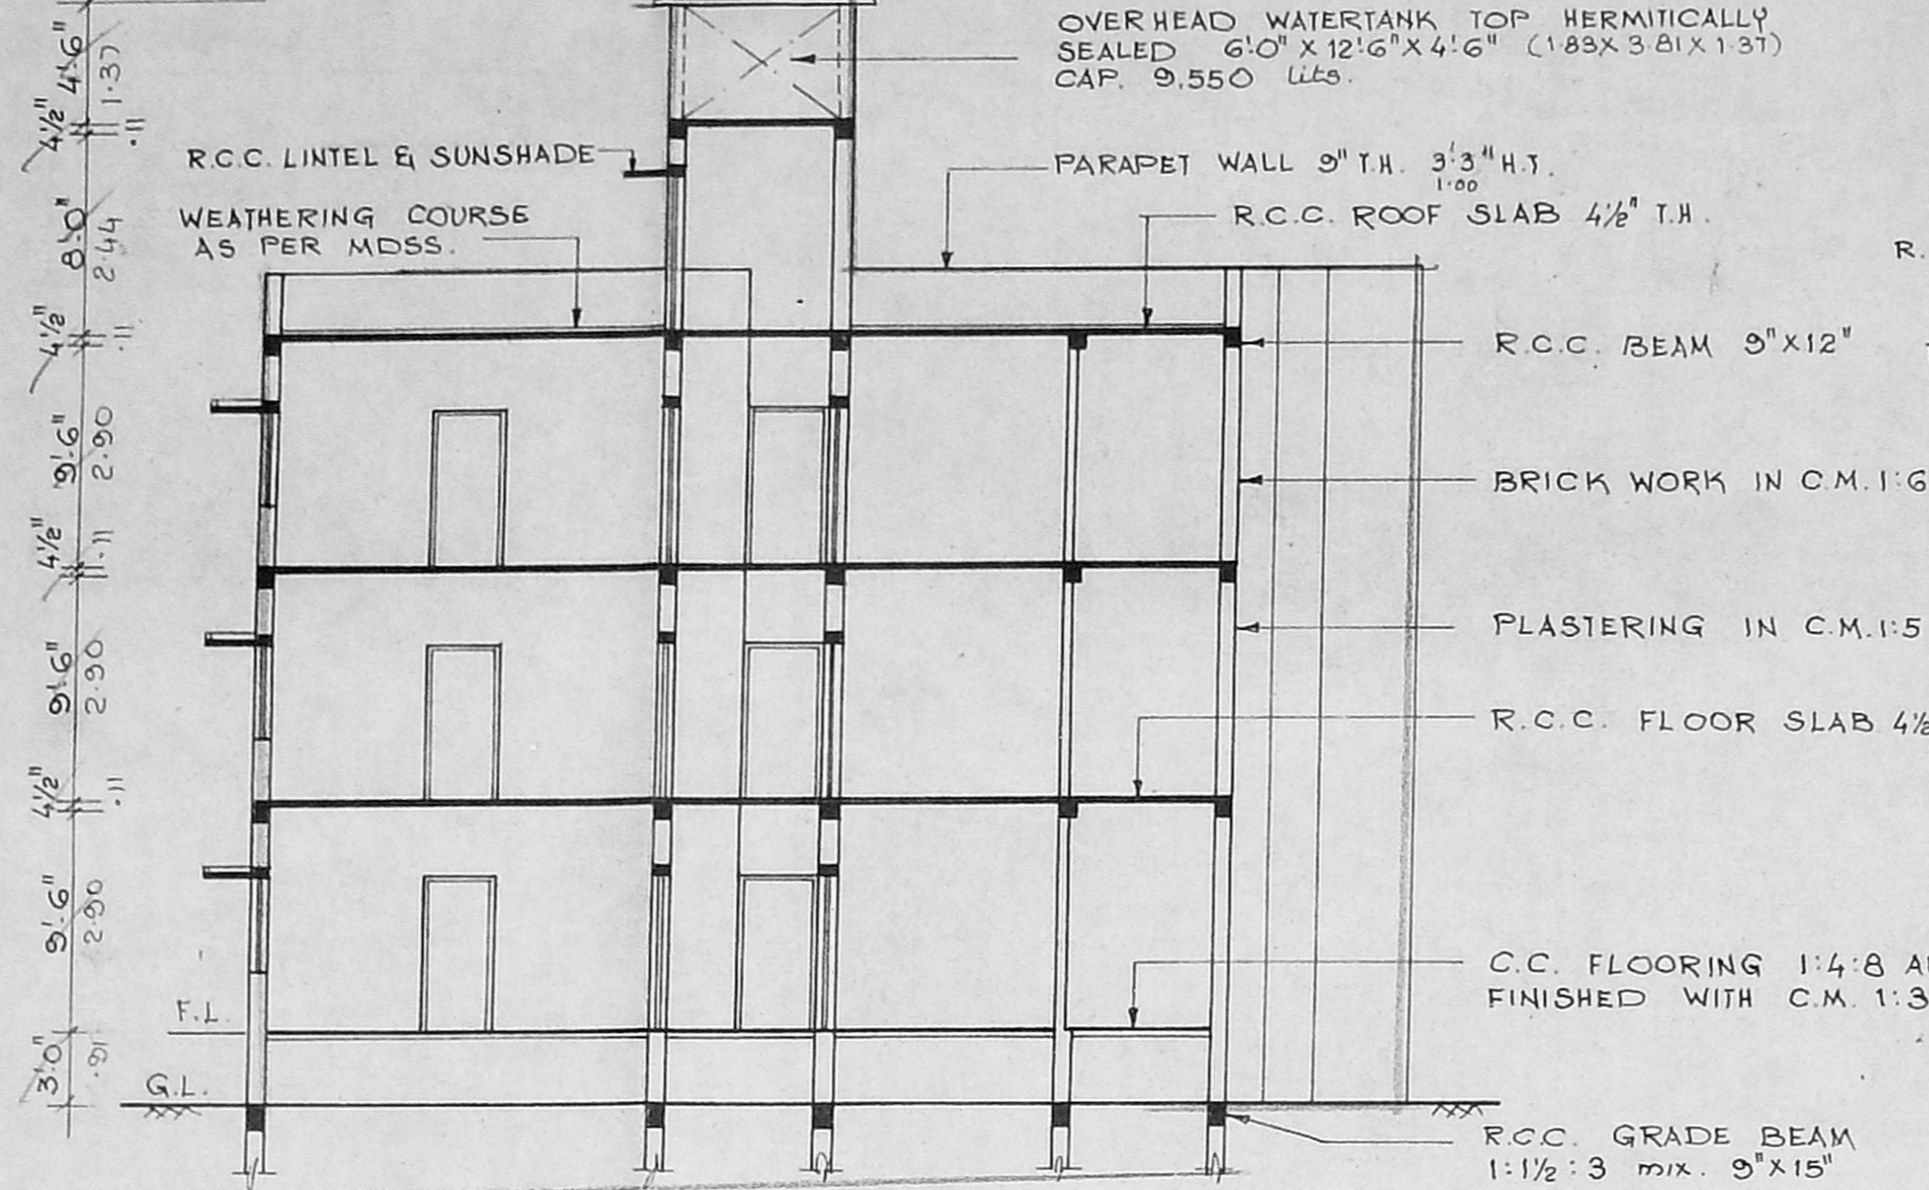 OVER HEAD WATERTANK TOP HERMITICALLY
SEALED 6'.0" X 12'.6" X 4'.6" (1.83 X 3.81 X 1.37)
CAP. 9.550 Lits.
R.C.C. LINTEL & SUNSHADE
PARAPET WALL 9" T.H. 3'.3" H.T.
1.00
WEATHERING COURSE
AS PER MDSS.
R.C.C. ROOF SLAB 4½" T.H.
R.
R.C.C. BEAM 9"X12"
BRICK WORK IN C.M. 1:6
PLASTERING IN C.M. 1:5
R.C.C. FLOOR SLAB 4½
C.C. FLOORING 1:4:8
FINISHED WITH C.M. 1:3
F.L.
G.L.
R.C.C. GRADE BEAM
1:1½:3 mix. 9"X15"
4'.6"
1.37
4½"
.11
8'.0"
2.44
4½"
.11
9'.6"
2.90
4½"
.11
9'.6"
2.90
4½"
.11
9'.6"
2.90
3'.0"
.91